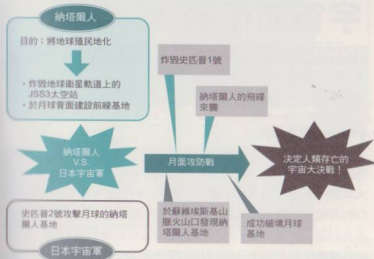 納塔爾人
目的：將地球殖民地化
・炸毀地球衛星軌道上的
JSS3太空站
・於月球背面建設前線基地
炸毀史匹普1號
納塔爾人的飛碟
來襲
納塔爾人
V.S.
日本宇宙軍
月面攻防戰
決定人類存亡的
宇宙大決戰！
史匹普2號攻擊月球的納塔
爾人基地
日本宇宙軍
於蘇維埃斯基山
脈火山口發現納
塔爾人基地
成功破壞月球
基地